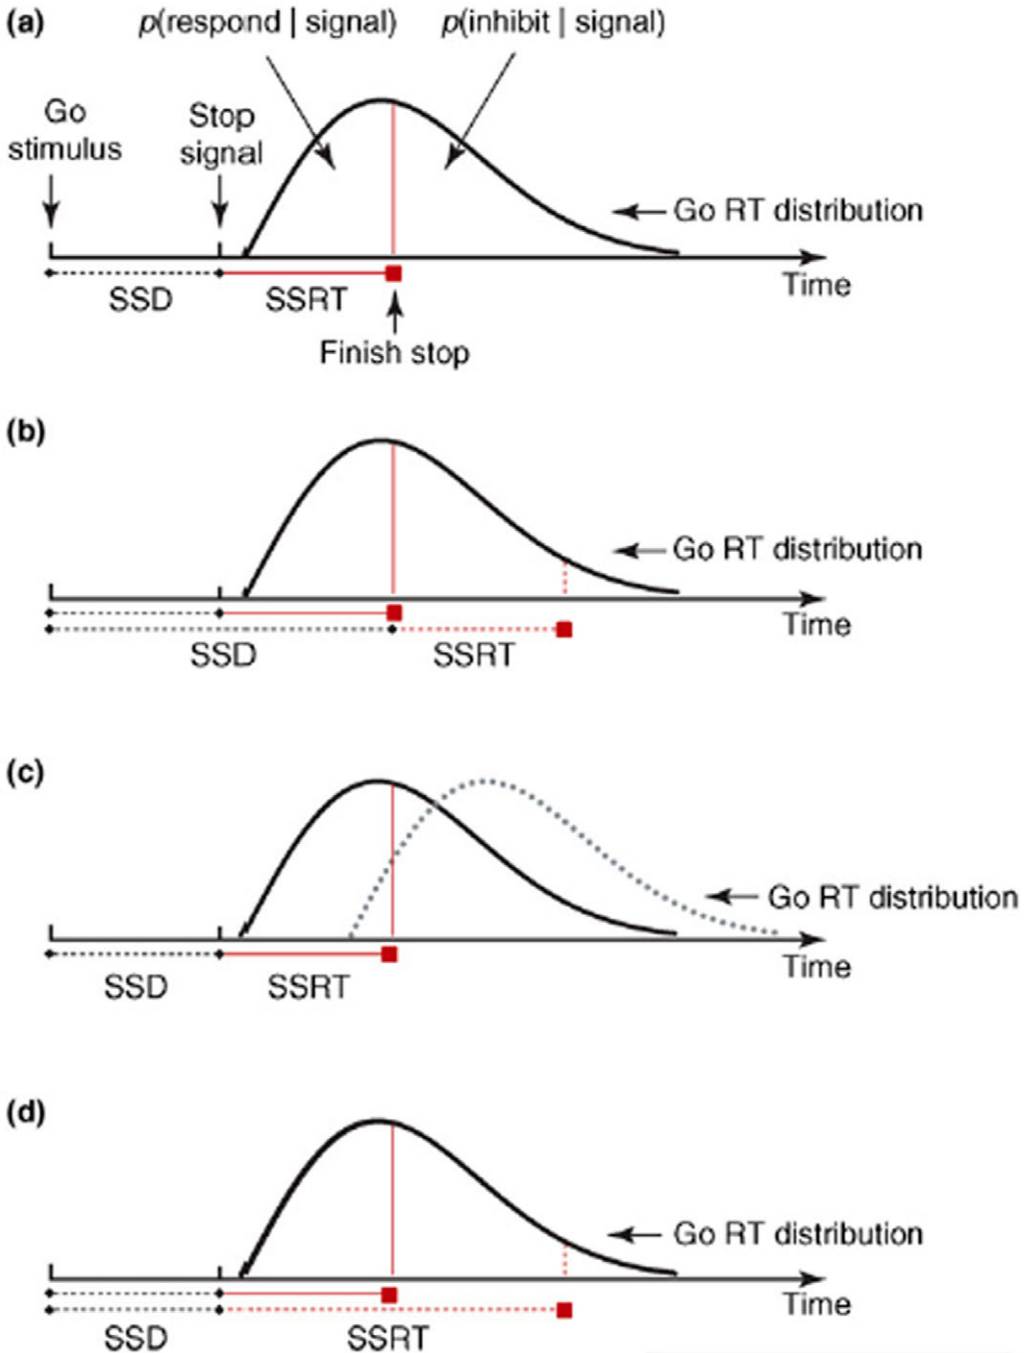 (a)
p(respond | signal) p(inhibit | signal)
Go
stimulus
Stop
signal
Go RT distribution
Time
SSD SSRT
Finish stop
(b)
Go RT distribution
Time
SSD SSRT
(c)
Go RT distribution
Time
SSD SSRT
(d)
Go RT distribution
Time
SSD SSRT